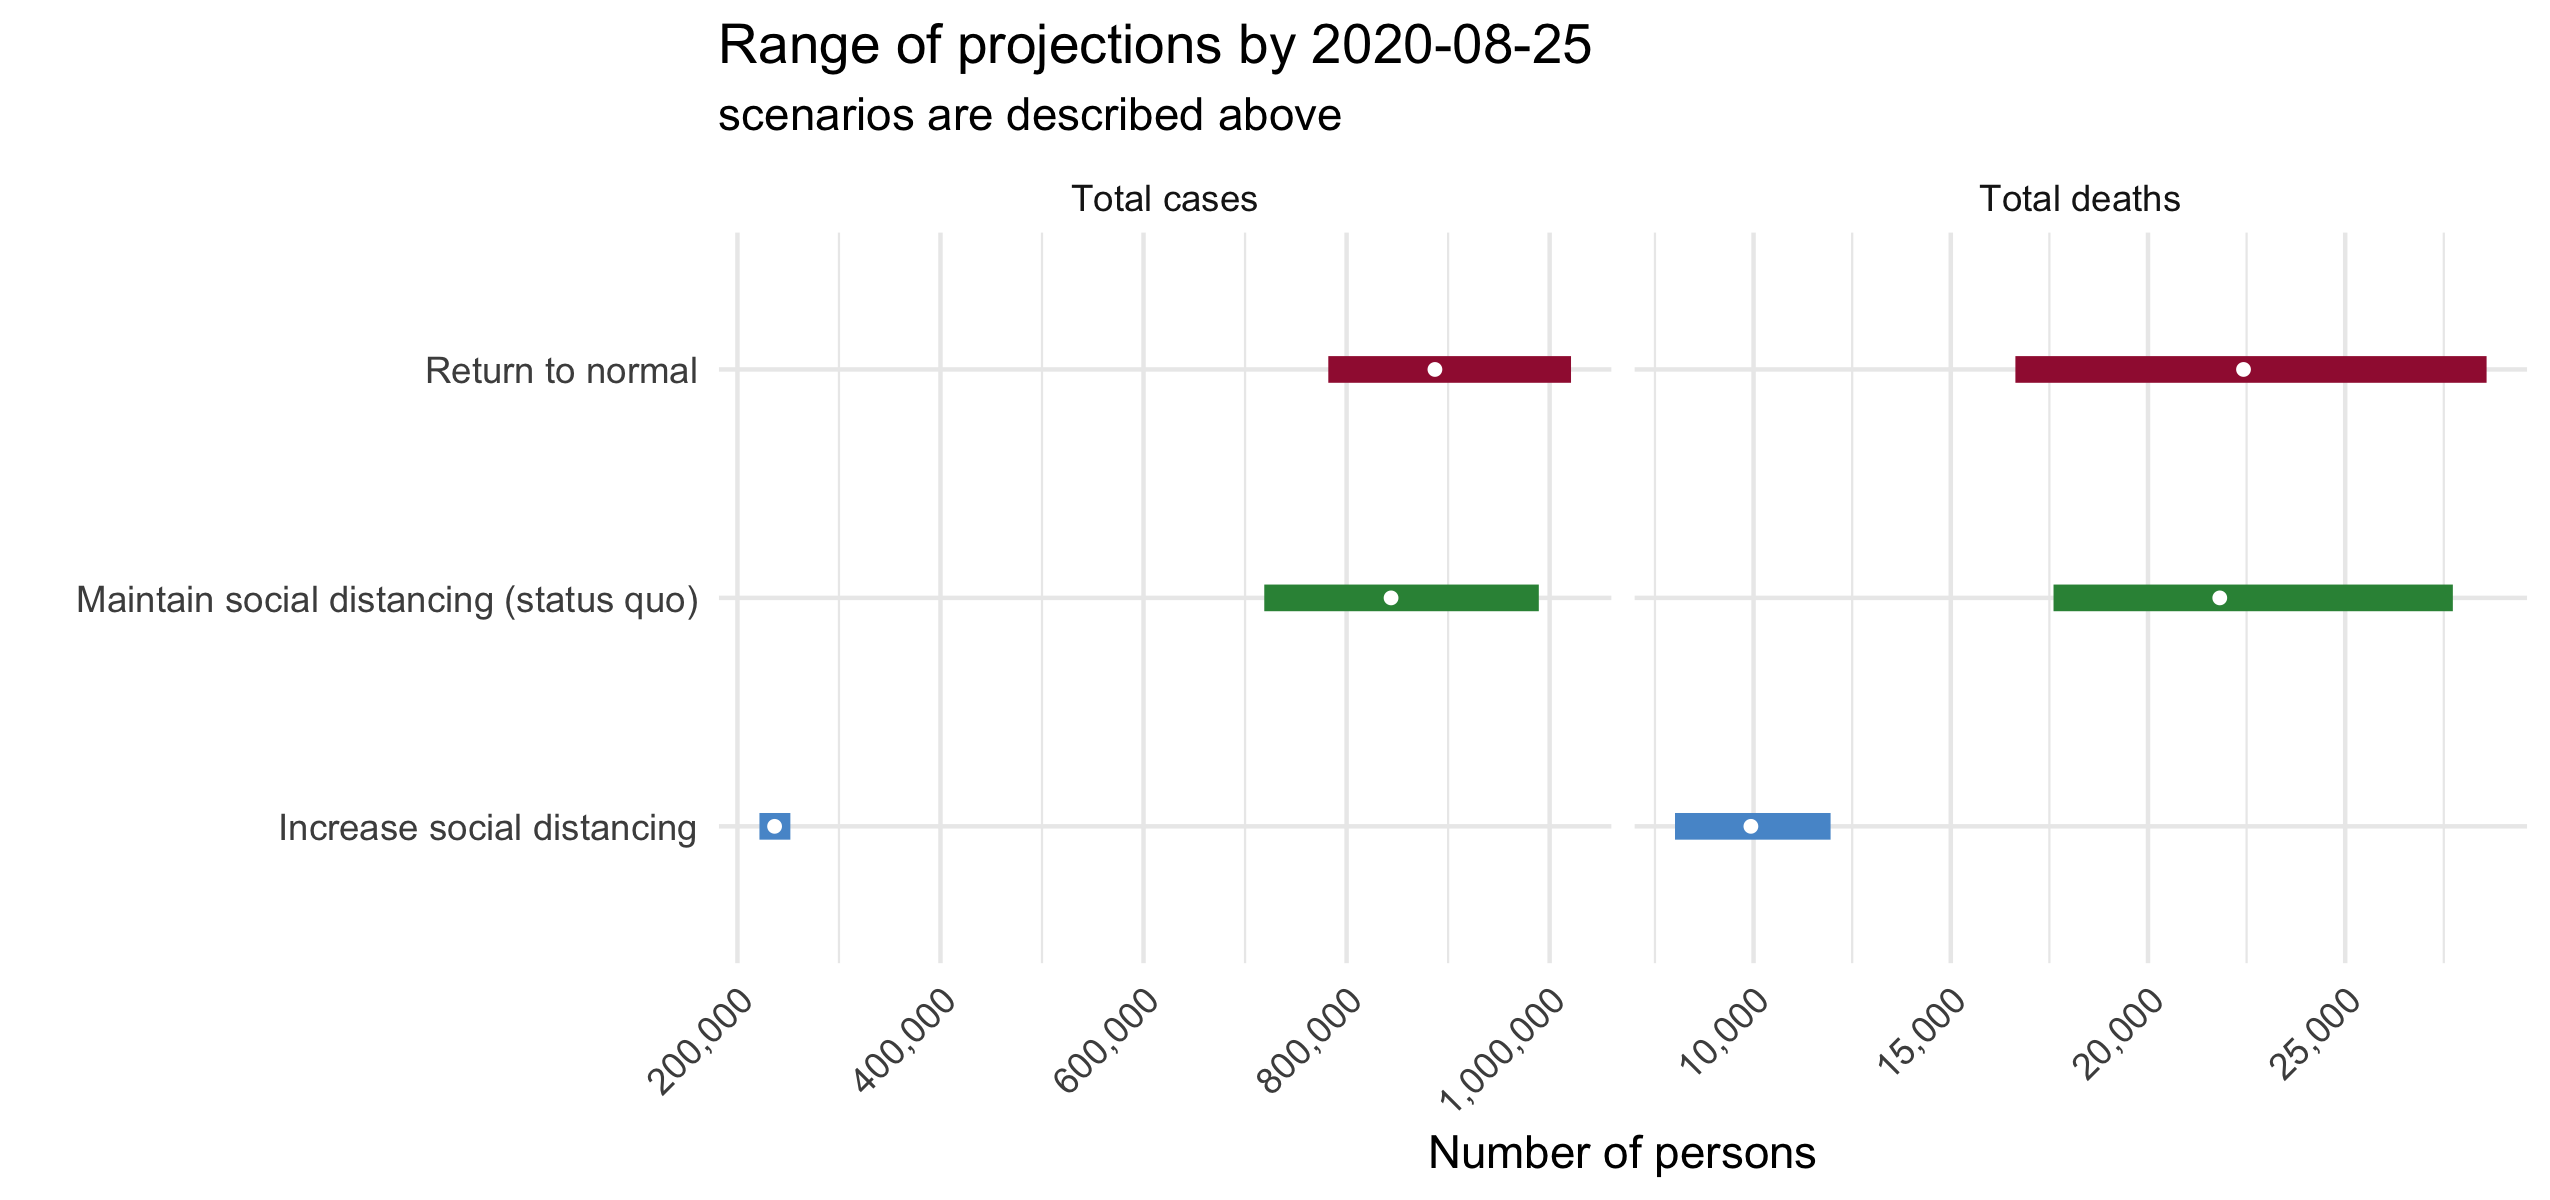 Range of projections by 2020-08-25
scenarios are described above
Total cases
Total deaths
Return to normal
Maintain social distancing (status quo)
Increase social distancing
200,000
400,000
600,000
800,000
1,000,000
10,000
15,000
20,000
25,000
Number of persons